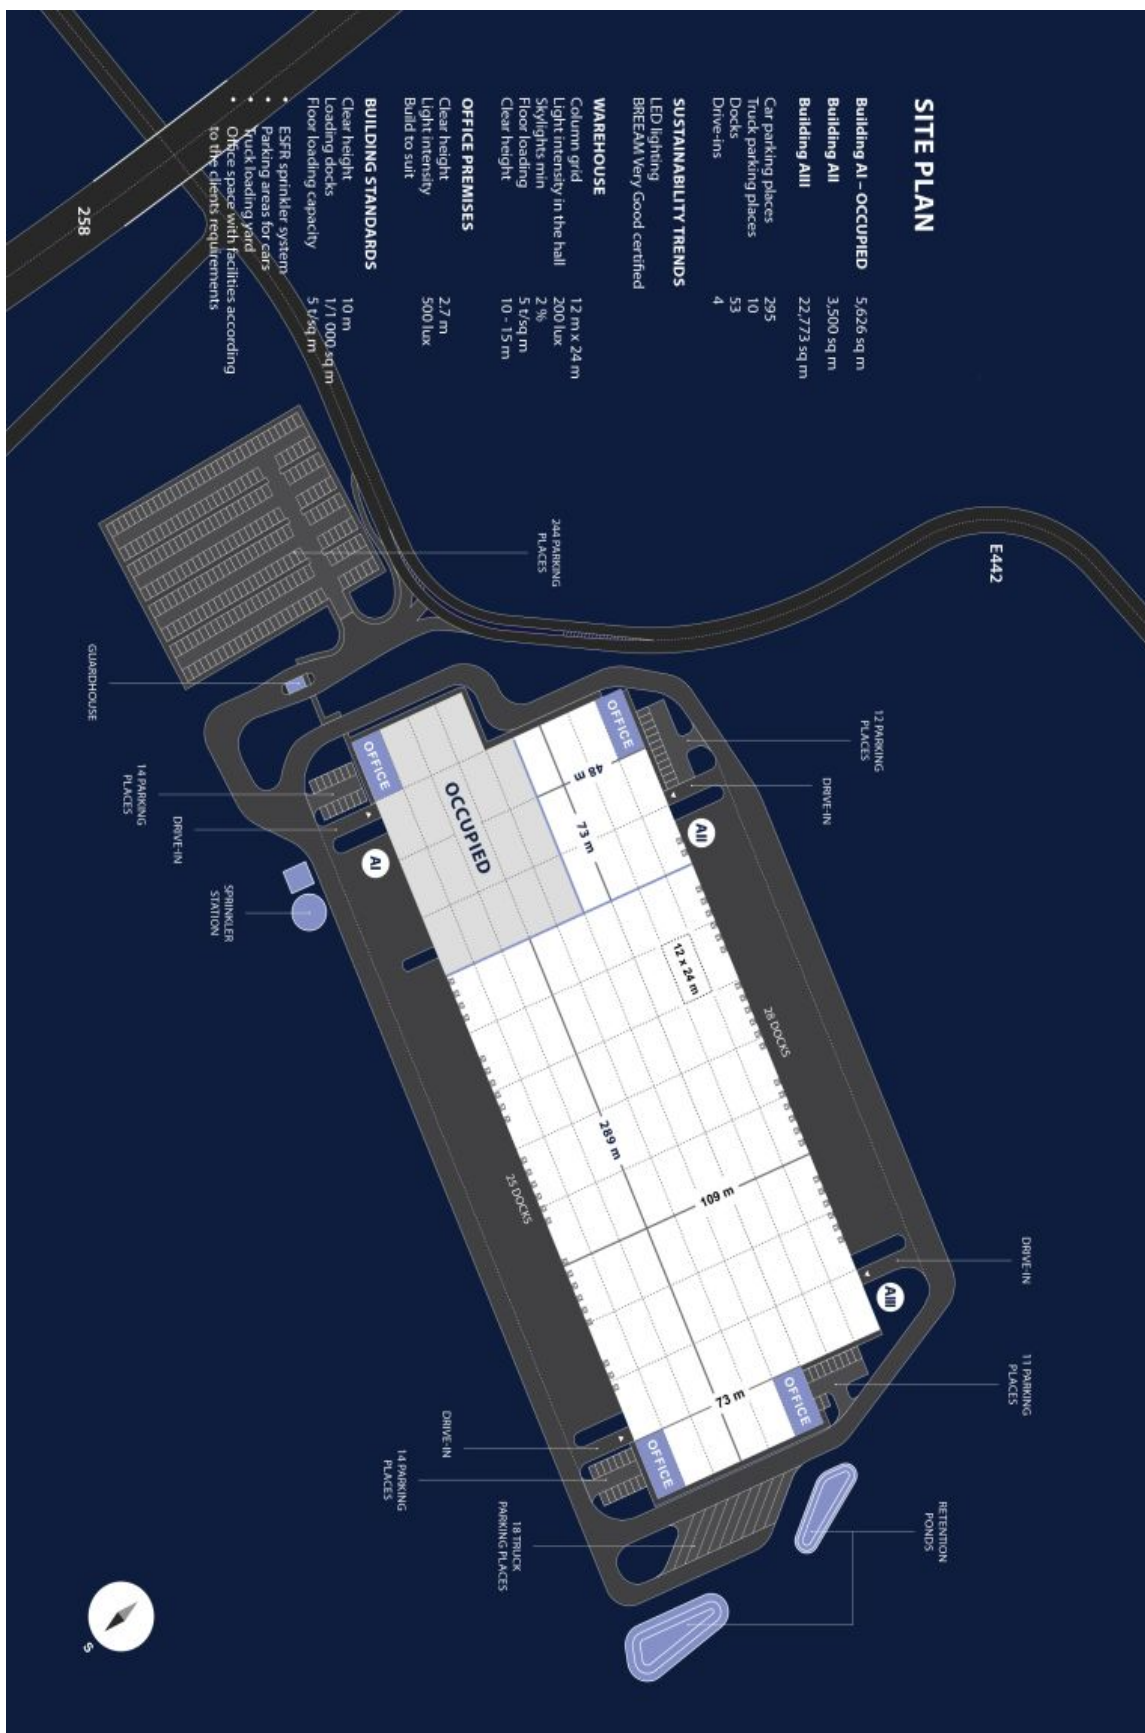 SITE PLAN
Building AI – OCCUPIED 5,626 sq m
Building AII 3,500 sq m
Building AIII 22,773 sq m
Car parking places 295
Truck parking places 10
Docks 53
Drive-ins 4
SUSTAINABILITY TRENDS
LED lighting
BREEAM Very Good certified
WAREHOUSE
Column grid 12 m x 24 m
Light intensity in the hall 200 lux
Skylights min 2 %
Floor loading 5 t/sq m
Clear height 10 - 15 m
OFFICE PREMISES
Clear height 2.7 m
Light intensity 500 lux
Build to suit
BUILDING STANDARDS
Clear height 10 m
Loading docks 1/1 000 sq m
Floor loading capacity 5 t/sq m
• ESFR sprinkler system
• Parking areas for cars
• Truck loading yard
• Office space with facilities according
to the clients requirements
258
E442
244 PARKING
PLACES
GUARDHOUSE
14 PARKING
PLACES
DRIVE-IN
SPRINKLER
STATION
12 PARKING
PLACES
DRIVE-IN
OFFICE
OFFICE
OCCUPIED
48 m
73 m
AI
AII
12 x 24 m
28 DOCKS
289 m
25 DOCKS
109 m
DRIVE-IN
AIII
11 PARKING
PLACES
OFFICE
73 m
OFFICE
DRIVE-IN
14 PARKING
PLACES
18 TRUCK
PARKING PLACES
RETENTION
PONDS
S